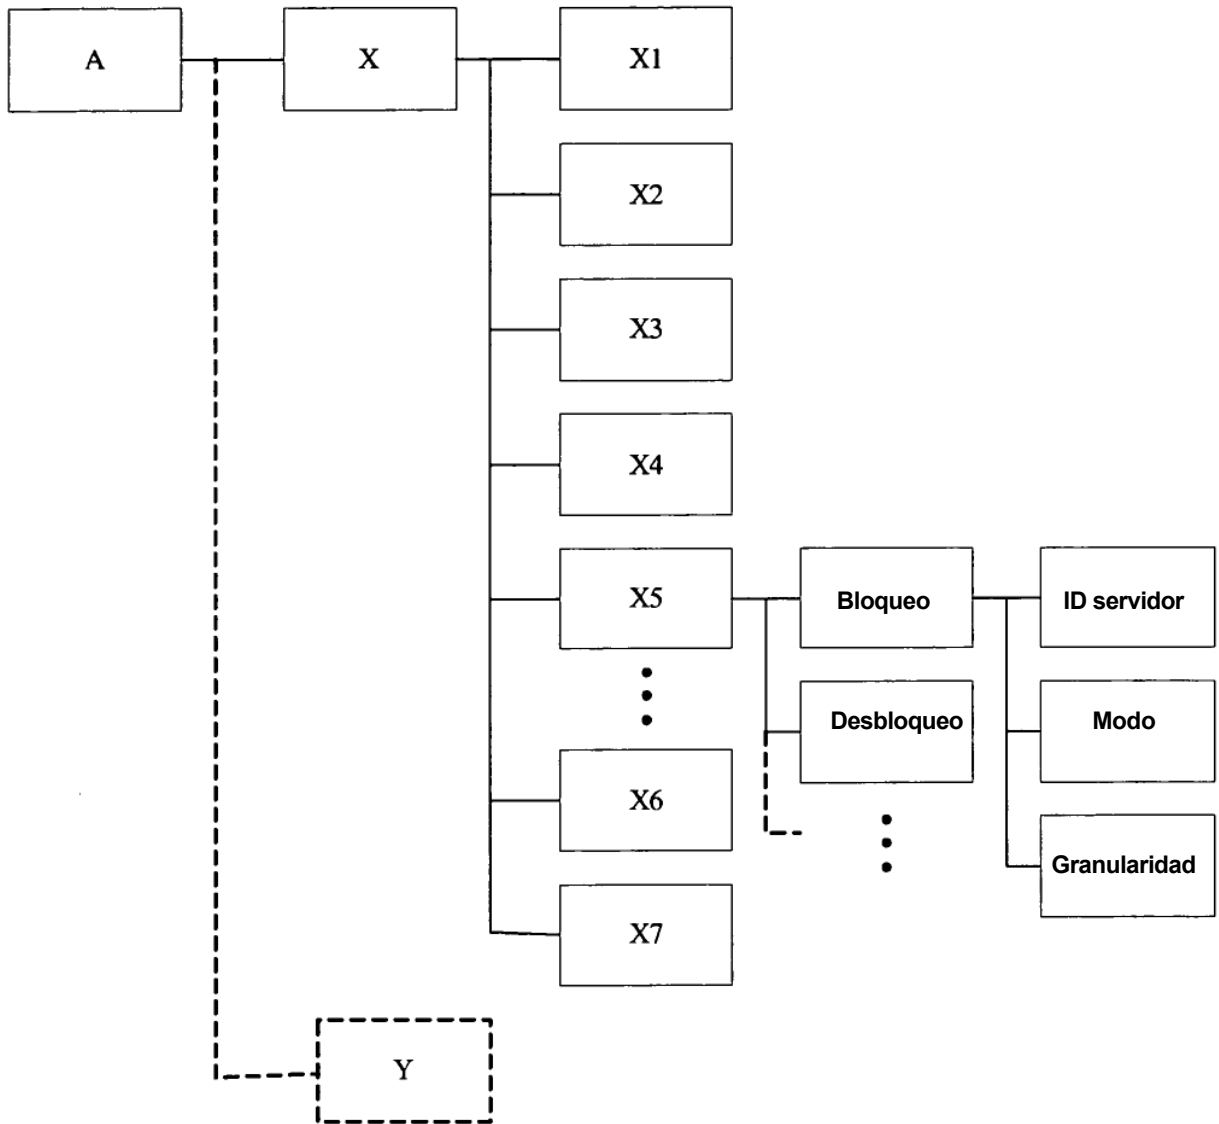 A
X
X1
X2
X3
X4
X5
Bloqueo
ID servidor
Desbloqueo
Modo
X6
Granularidad
X7
Y